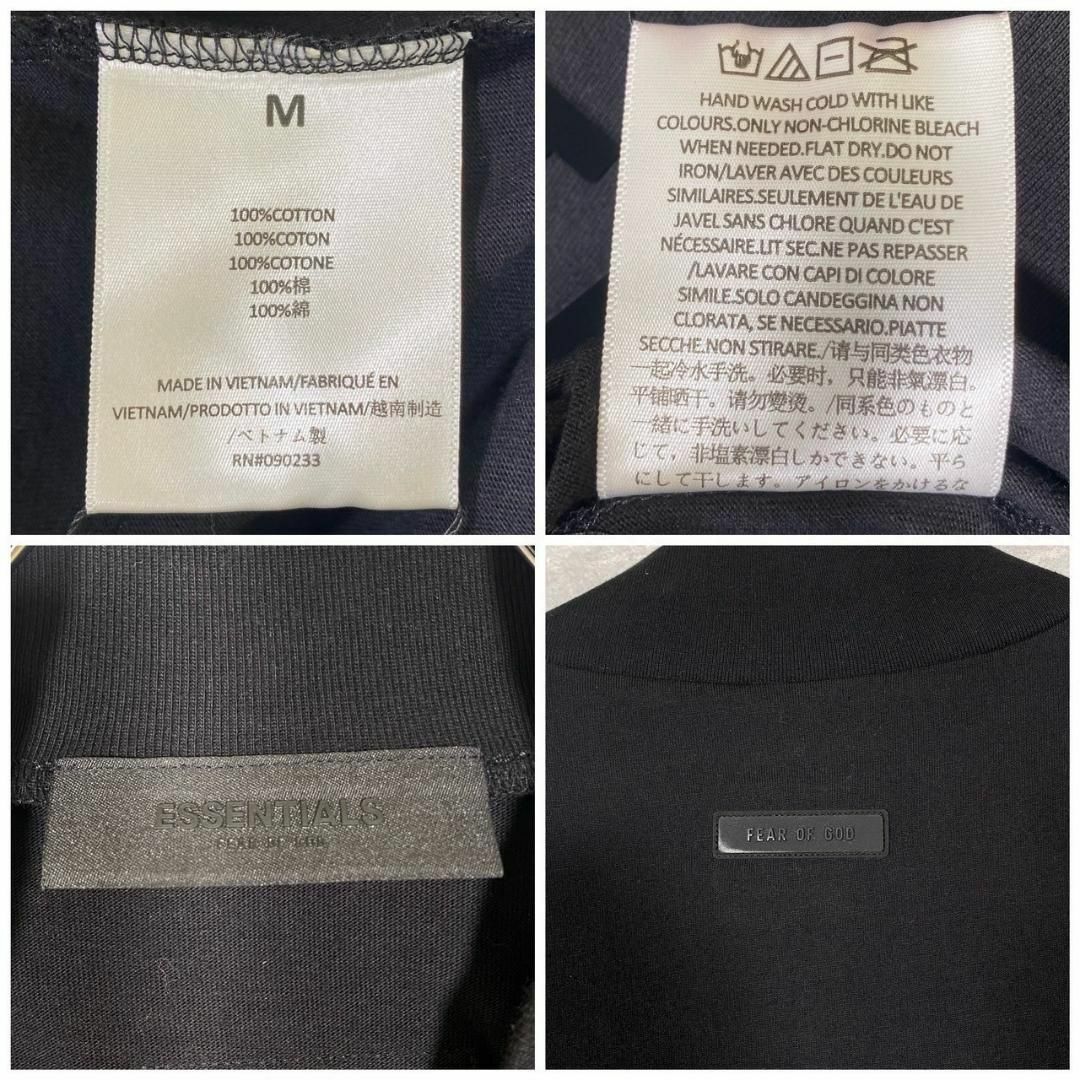 M
100%COTTON
100%COTON
100%COTONE
100%棉
100%綿
MADE IN VIETNAM/FABRIQUÉ EN
VIETNAM/PRODOTTO IN VIETNAM/越南制造
/ベトナム製
RN#090233
HAND WASH COLD WITH LIKE
COLOURS.ONLY NON-CHLORINE BLEACH
WHEN NEEDED.FLAT DRY.DO NOT
IRON/LAVER AVEC DES COULEURS
SIMILAIRES.SEULEMENT DE L'EAU DE
JAVEL SANS CHLORE QUAND C'EST
NÉCESSAIRE.LIT SEC.NE PAS REPASSER
/LAVARE CON CAPI DI COLORE
SIMILE.SOLO CANDEGGINA NON
CLORATA, SE NECESSARIO.PIATTE
SECCHE.NON STIRARE./请与同类色衣物
一起冷水手洗。必要时，只能非氧漂白。
平铺晒干。请勿變烫。/同系色のものと
一緒に手洗いしてください。必要に応
じて，非塩素漂白しかできない。平ら
にして干します。アイロンをかけるな
ESSENTIALS
FEAR OF GOD
FEAR OF GOD